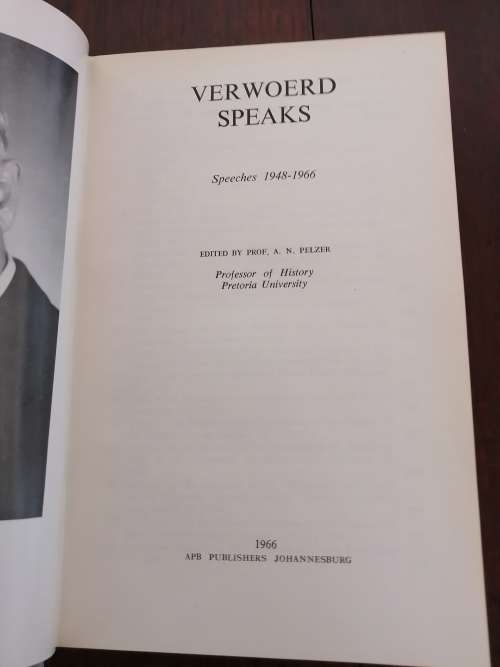 VERWOERD
SPEAKS
Speeches 1948-1966
EDITED BY PROF. A. N. PELZER
Professor of History
Pretoria University
1966
APB PUBLISHERS JOHANNESBURG